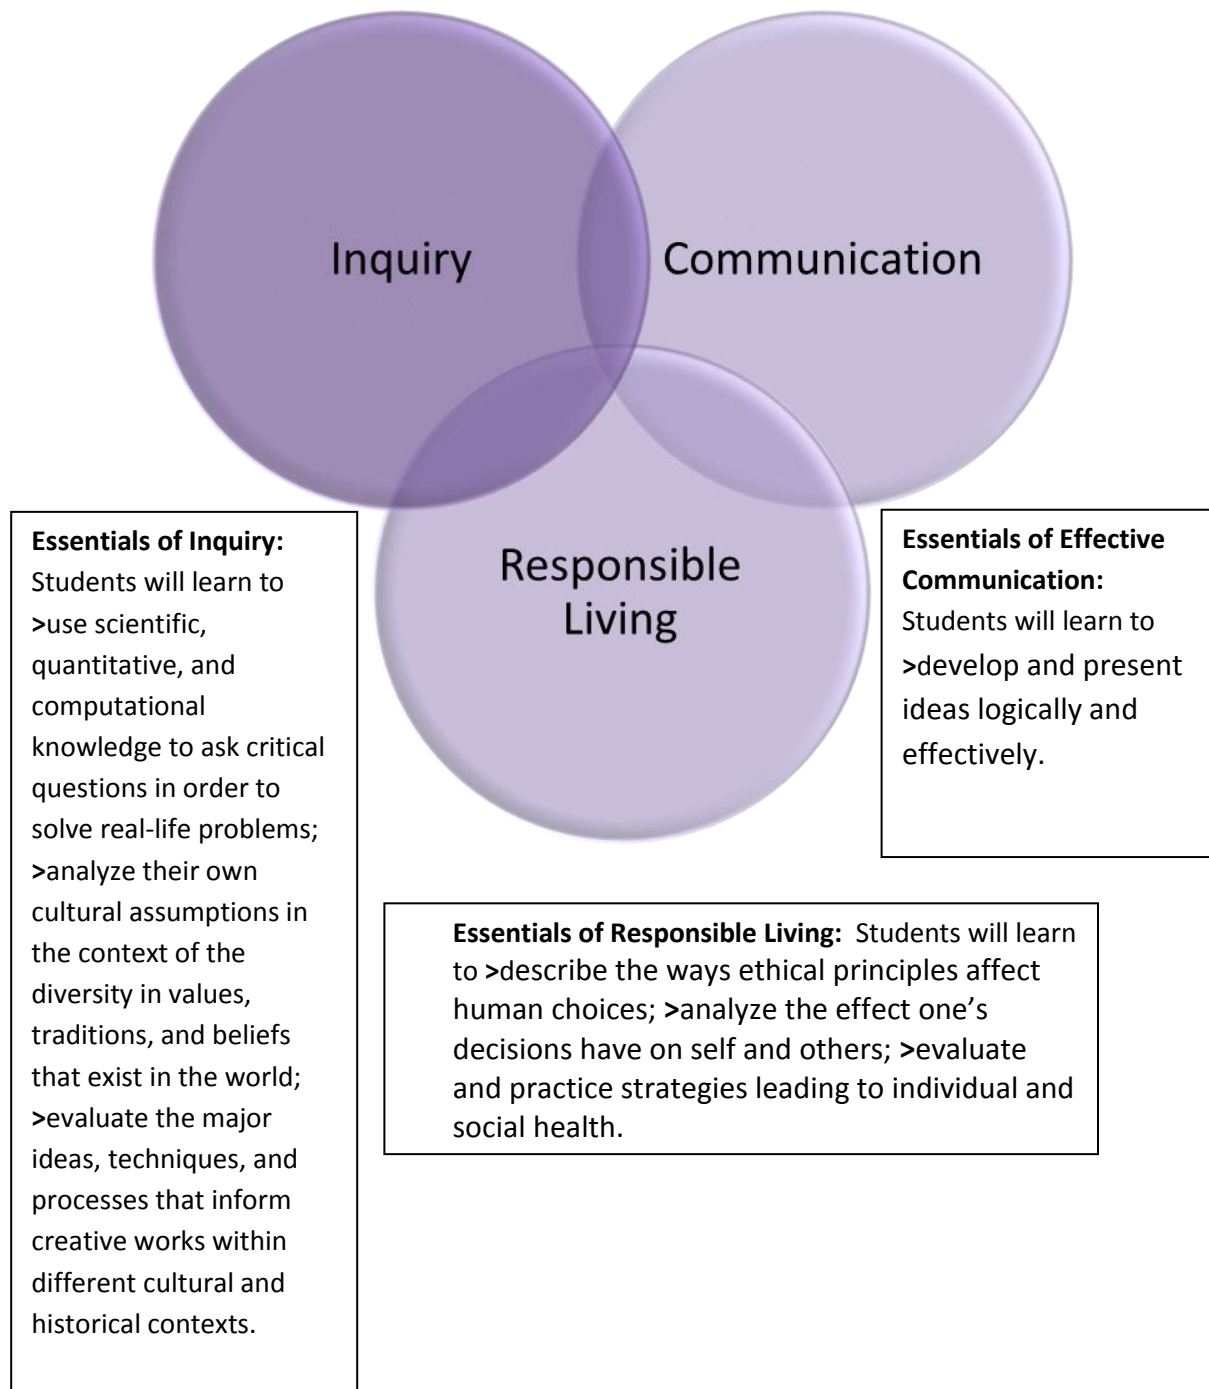 Inquiry
Communication
Responsible
Living
Essentials of Inquiry:
Students will learn to
>use scientific,
quantitative, and
computational
knowledge to ask critical
questions in order to
solve real-life problems;
>analyze their own
cultural assumptions in
the context of the
diversity in values,
traditions, and beliefs
that exist in the world;
>evaluate the major
ideas, techniques, and
processes that inform
creative works within
different cultural and
historical contexts.
Essentials of Effective
Communication:
Students will learn to
>develop and present
ideas logically and
effectively.
Essentials of Responsible Living:  Students will learn
to >describe the ways ethical principles affect
human choices; >analyze the effect one’s
decisions have on self and others; >evaluate
and practice strategies leading to individual and
social health.